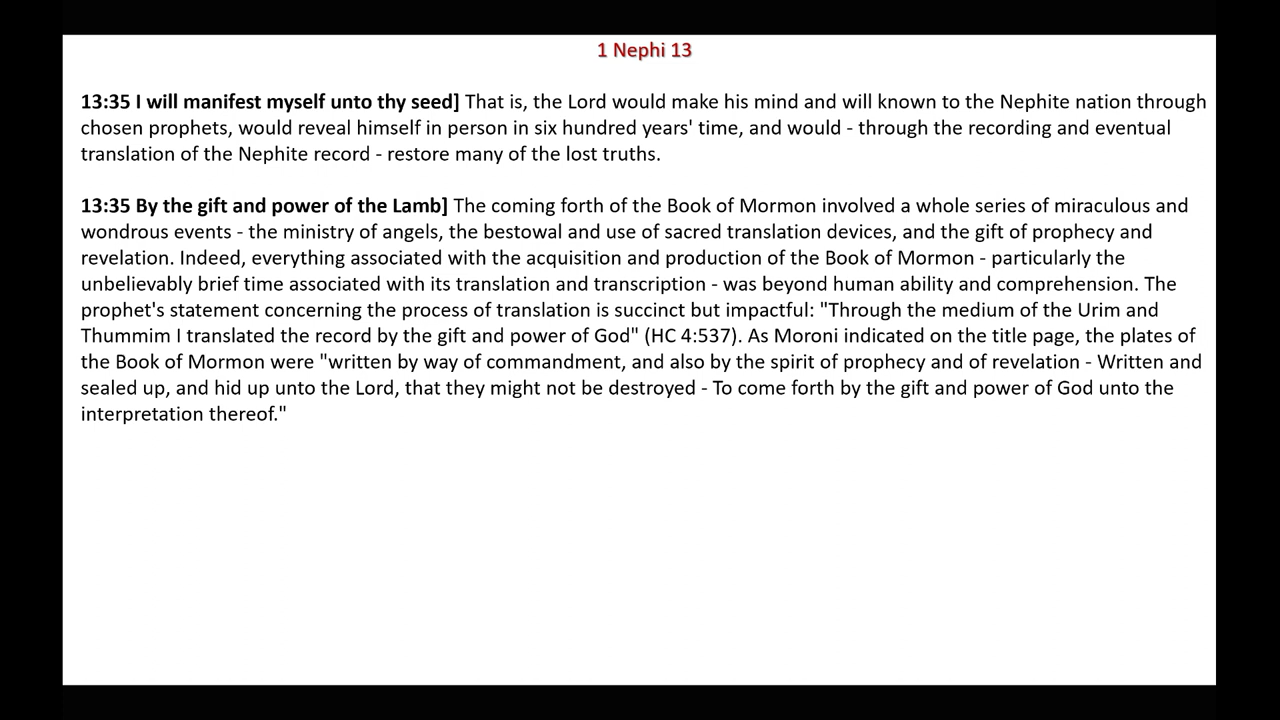 1 Nephi 13
13:35 I will manifest myself unto thy seed] That is, the Lord would make his mind and will known to the Nephite nation through
chosen prophets, would reveal himself in person in six hundred years' time, and would - through the recording and eventual
translation of the Nephite record - restore many of the lost truths.
13:35 By the gift and power of the Lamb] The coming forth of the Book of Mormon involved a whole series of miraculous and
wondrous events - the ministry of angels, the bestowal and use of sacred translation devices, and the gift of prophecy and
revelation. Indeed, everything associated with the acquisition and production of the Book of Mormon - particularly the
unbelievably brief time associated with its translation and transcription - was beyond human ability and comprehension. The
prophet's statement concerning the process of translation is succinct but impactful: "Through the medium of the Urim and
Thummim I translated the record by the gift and power of God" (HC 4:537). As Moroni indicated on the title page, the plates of
the Book of Mormon were "written by way of commandment, and also by the spirit of prophecy and of revelation - Written and
sealed up, and hid up unto the Lord, that they might not be destroyed - To come forth by the gift and power of God unto the
interpretation thereof."